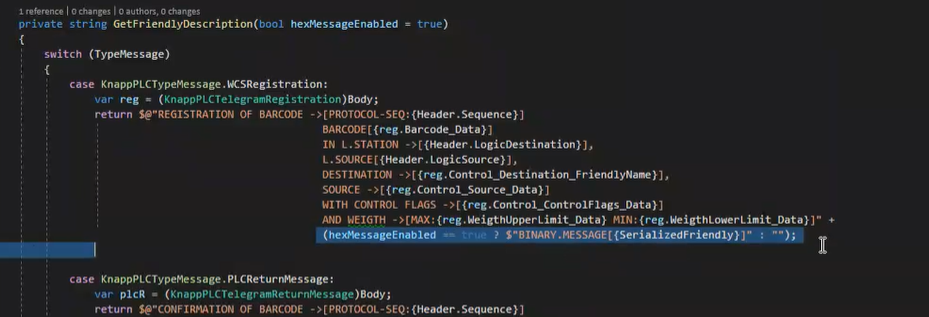 1 reference | 0 changes | 0 authors, 0 changes
private string GetFriendlyDescription(bool hexMessageEnabled = true)
{
switch (TypeMessage)
{
case KnappPLCTypeMessage.WCSRegistration:
var reg = (KnappPLCTelegramRegistration)Body;
return $@"REGISTRATION OF BARCODE ->[PROTOCOL-SEQ:{Header.Sequence}]
BARCODE[{reg.Barcode_Data}]
IN L.STATION ->[{Header.LogicDestination}],
L.SOURCE[{Header.LogicSource}],
DESTINATION ->[{reg.Control_Destination_FriendlyName}],
SOURCE ->[{reg.Control_Source_Data}]
WITH CONTROL FLAGS ->[{reg.Control_ControlFlags_Data}]
AND WEIGTH ->[MAX:{reg.WeigthUpperLimit_Data} MIN:{reg.WeigthLowerLimit_Data}]" +
(hexMessageEnabled == true ? $"BINARY.MESSAGE[{SerializedFriendly}]" : "");
case KnappPLCTypeMessage.PLCReturnMessage:
var plcR = (KnappPLCTelegramReturnMessage)Body;
return $@"CONFIRMATION OF BARCODE ->[PROTOCOL-SEQ:{Header.Sequence}]